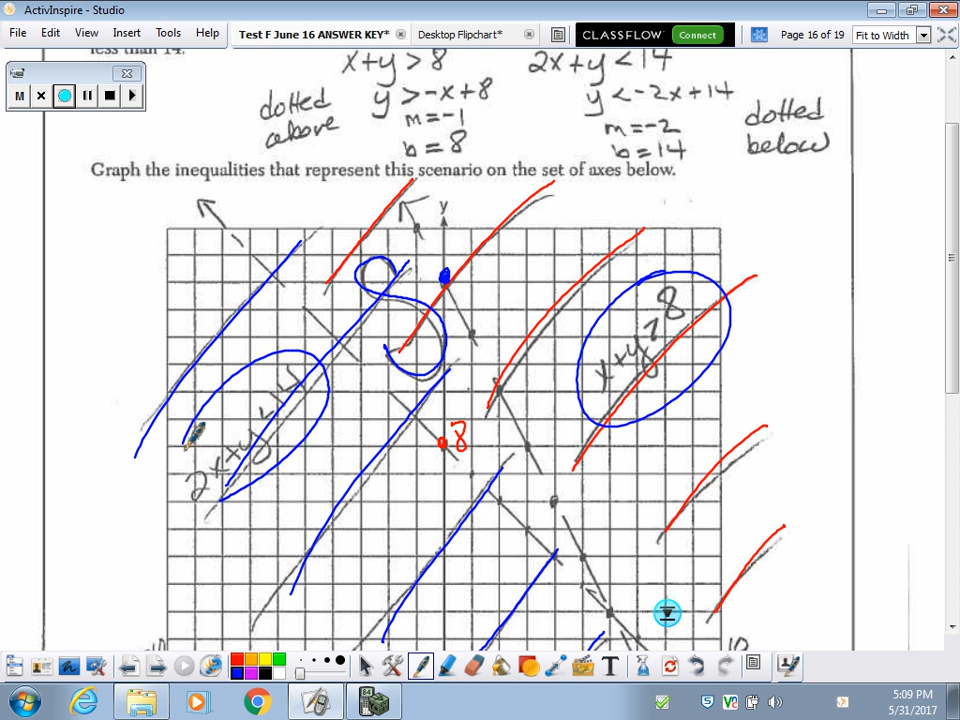 ActivInspire - Studio
File Edit View Insert Tools Help
Test F June 16 ANSWER KEY*
Desktop Flipchart*
CLASSFLOW
Connect
Page 16 of 19
Fit to Width
less than 14.
M
x+y>8
2x+y<14
y>-x+8
y<-2x+14
dotted
above
m=-1
b=8
m=-2
b=14
dotted
below
Graph the inequalities that represent this scenario on the set of axes below.
y
S
x+y>8
2x+y<14
8
10
T
84
V2
5:09 PM
5/31/2017